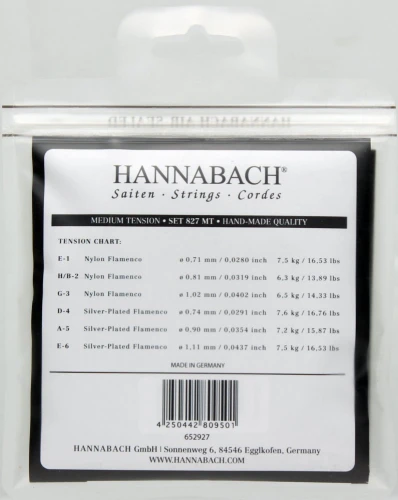 HANNABACH AIR SEALED
HANNABACH®
Saiten · Strings · Cordes
MEDIUM TENSION • SET 827 MT • HAND-MADE QUALITY
TENSION CHART:
E-1 Nylon Flamenco ø 0,71 mm / 0,0280 inch 7,5 kg / 16,53 lbs
H/B-2 Nylon Flamenco ø 0,81 mm / 0,0319 inch 6,3 kg / 13,89 lbs
G-3 Nylon Flamenco ø 1,02 mm / 0,0402 inch 6,5 kg / 14,33 lbs
D-4 Silver-Plated Flamenco ø 0,74 mm / 0,0291 inch 7,6 kg / 16,76 lbs
A-5 Silver-Plated Flamenco ø 0,90 mm / 0,0354 inch 7,2 kg / 15,87 lbs
E-6 Silver-Plated Flamenco ø 1,11 mm / 0,0437 inch 7,5 kg / 16,53 lbs
MADE IN GERMANY
4 250442 809501
652927
HANNABACH GmbH | Sonnenweg 6, 84546 Egglkofen, Germany
WWW.HANNABACH.COM